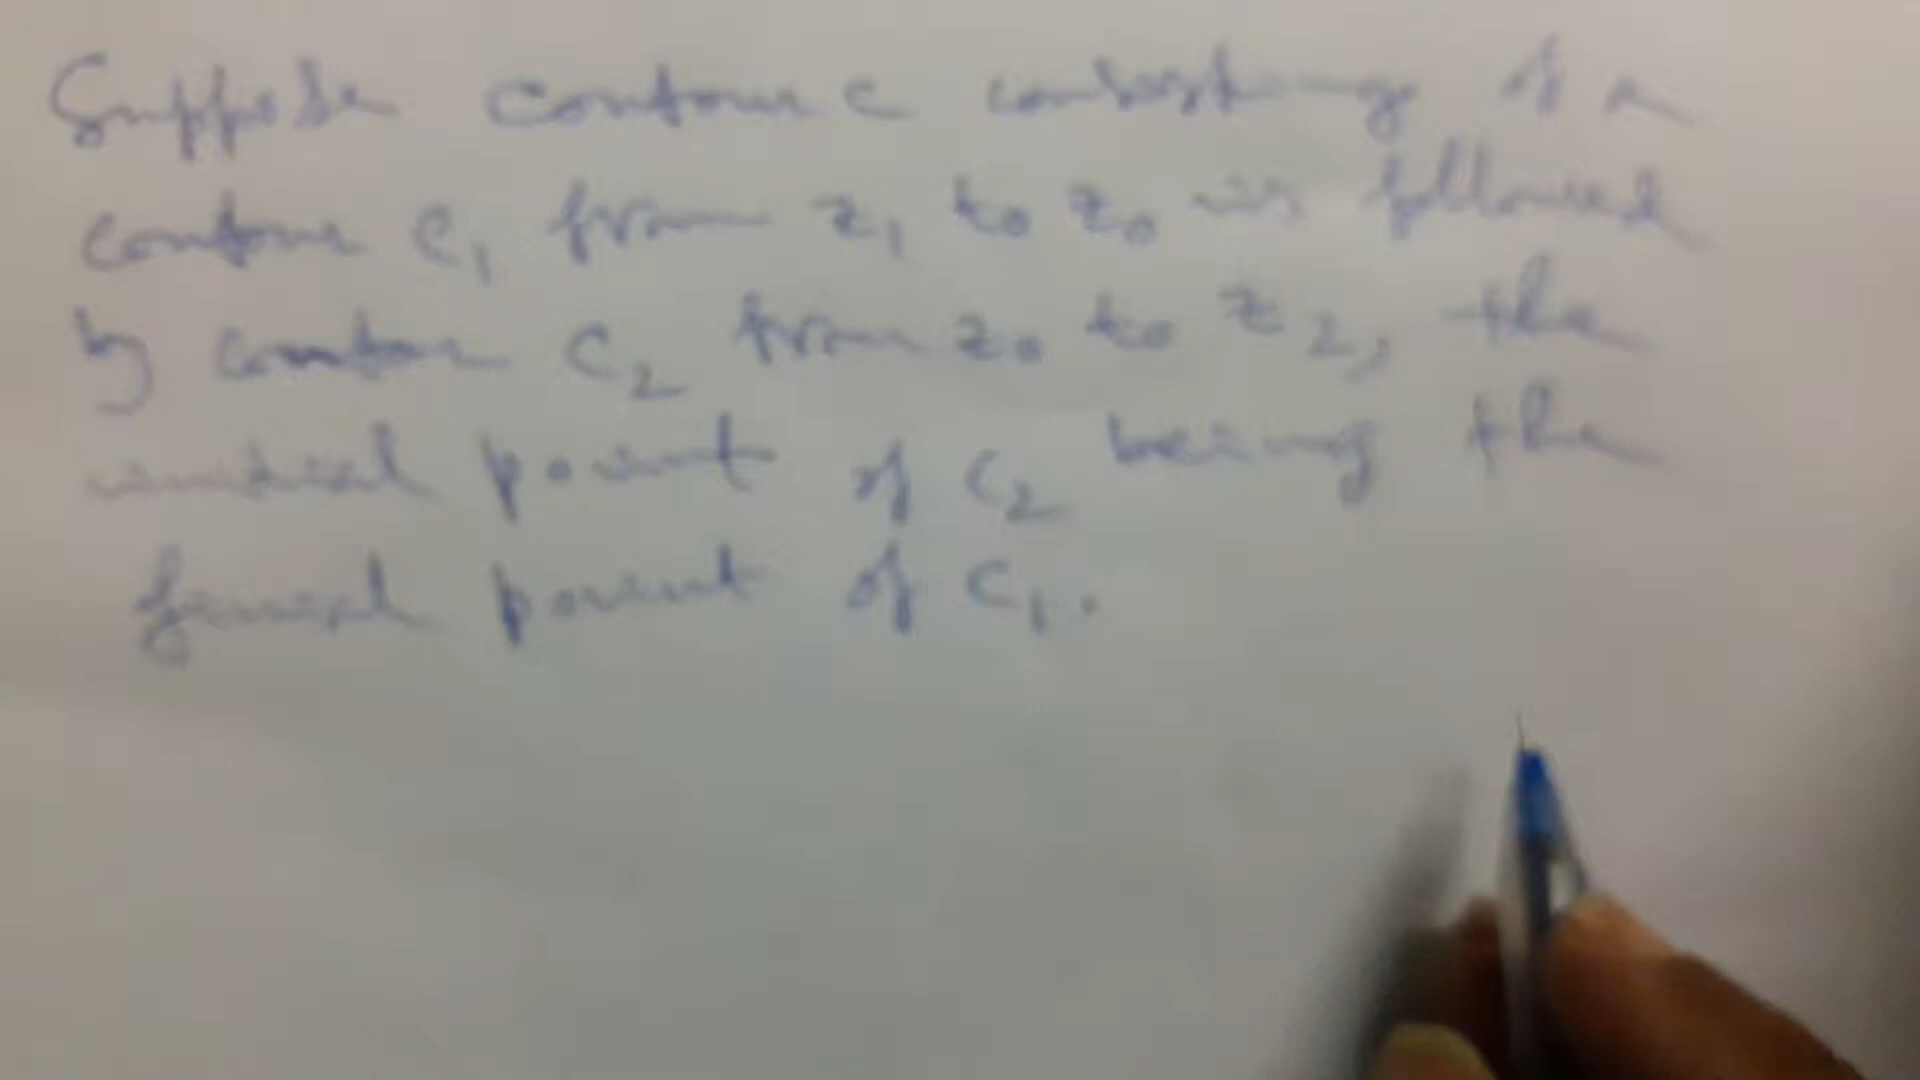 Suppose contour c consisting of a
contour c₁ from z₁ to z₀ is followed
by contour c₂ from z₀ to z₂, the
initial point of c₂ being the
final point of c₁.